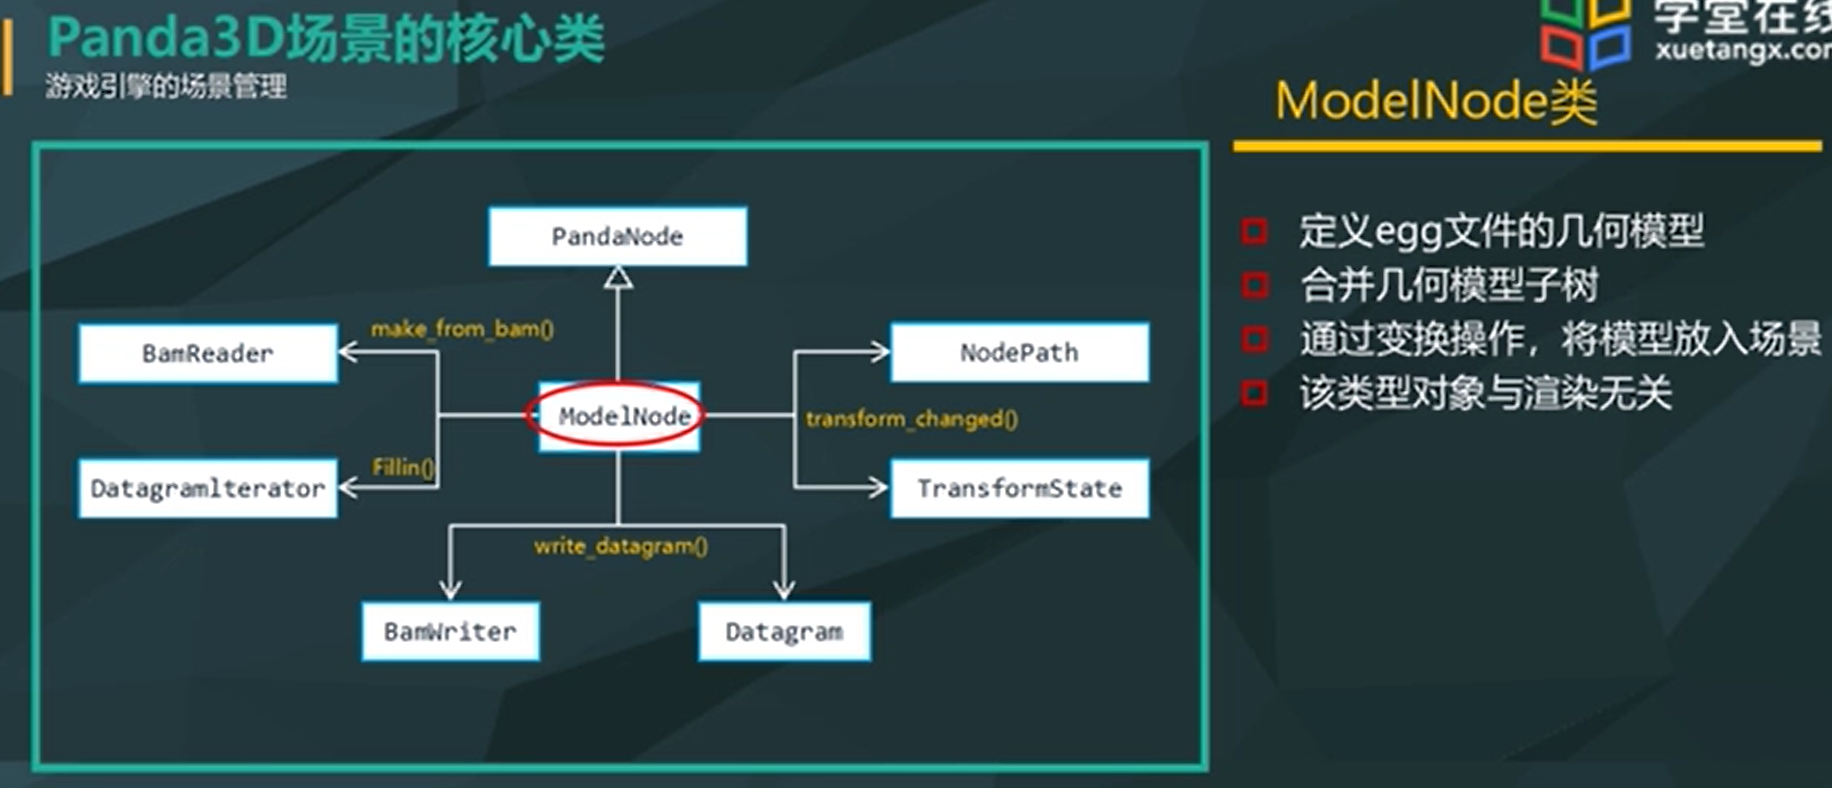 Panda3D场景的核心类
游戏引擎的场景管理
学堂在线
xuetangx.com
ModelNode类
PandaNode
make_from_bam()
BamReader
NodePath
ModelNode
transform_changed()
Fillin()
DatagramlIterator
TransformState
write_datagram()
BamWriter
Datagram
定义egg文件的几何模型
合并几何模型子树
通过变换操作，将模型放入场景
该类型对象与渲染无关